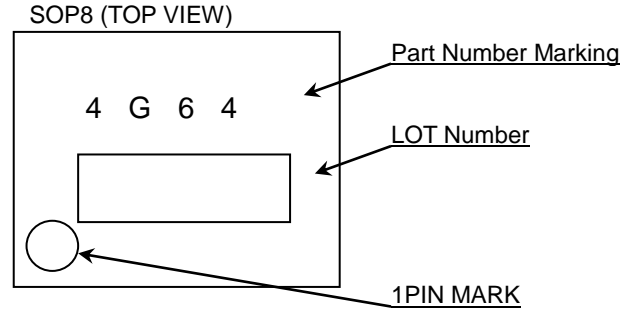 SOP8 (TOP VIEW)
Part Number Marking
4 G 6 4
LOT Number
1PIN MARK